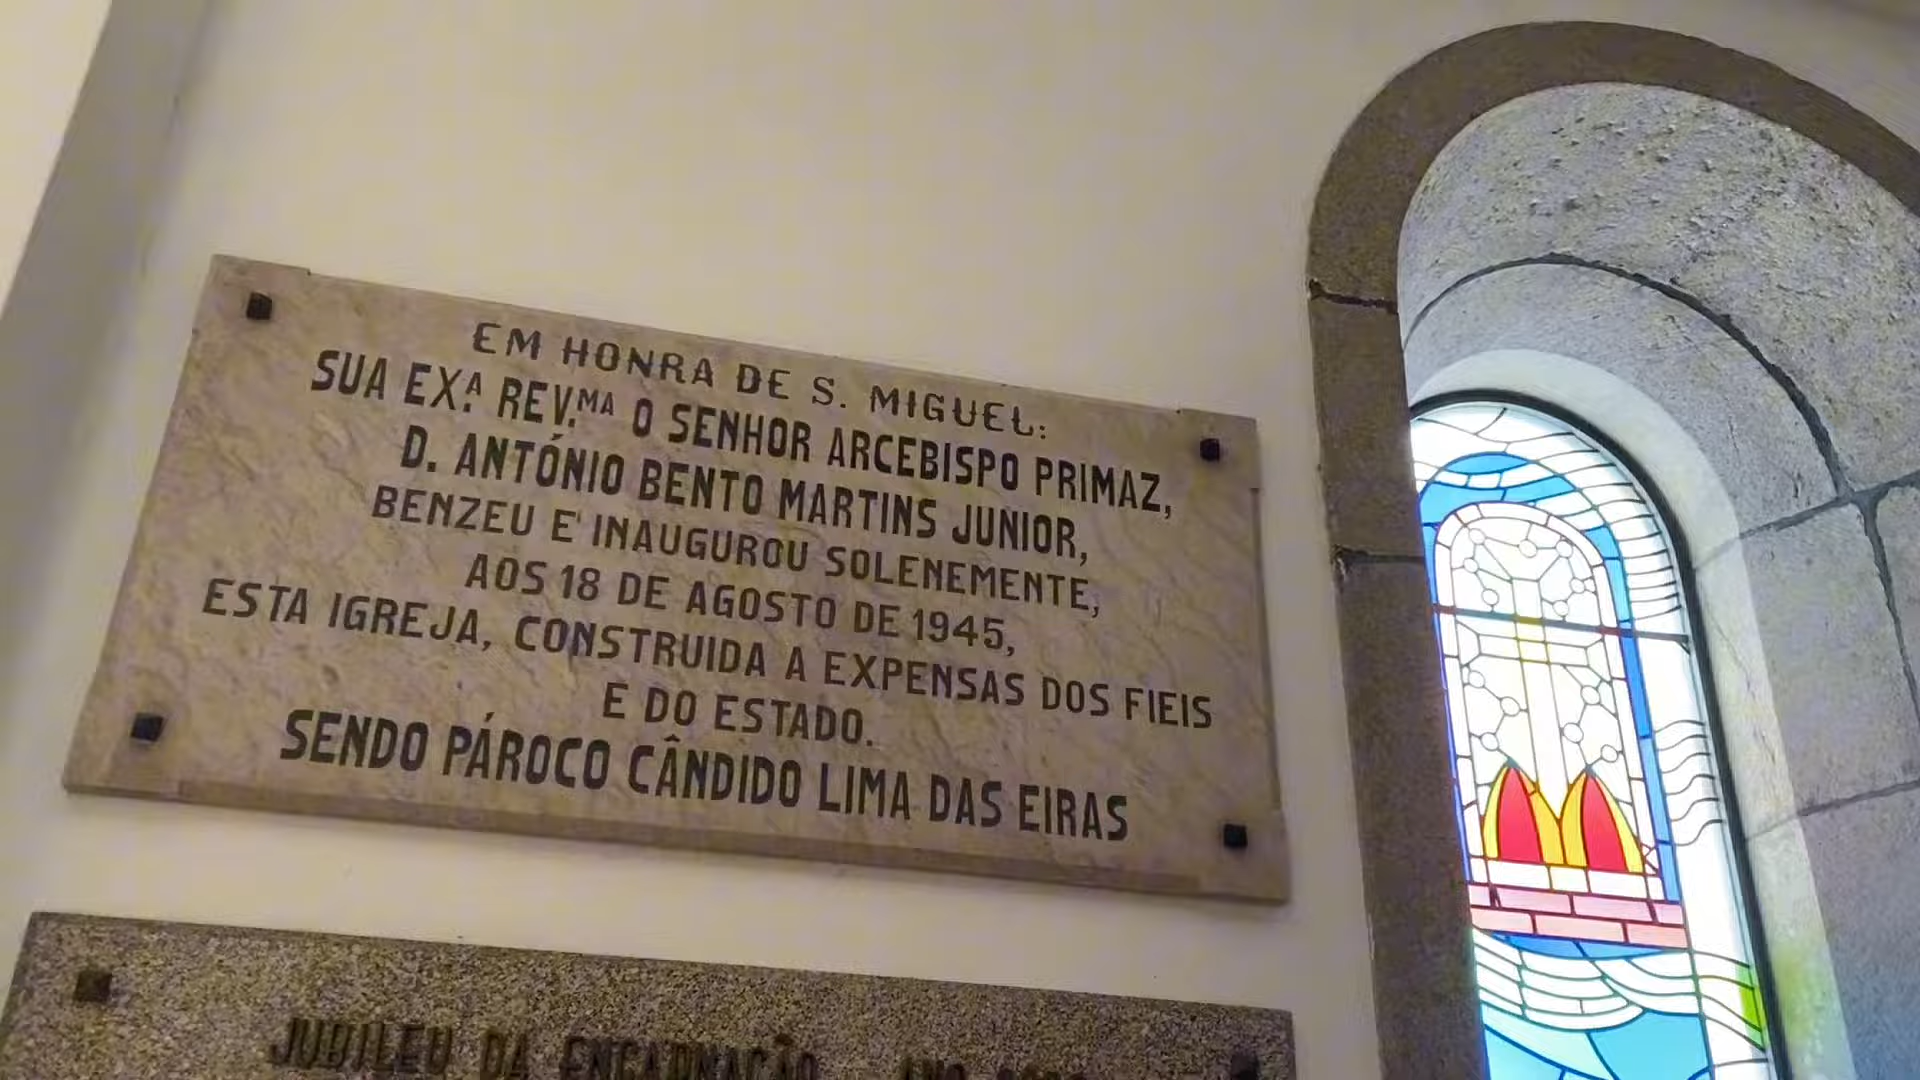 EM HONRA DE S. MIGUEL:
SUA EX.A REV.MA O SENHOR ARCEBISPO PRIMAZ,
D. ANTÓNIO BENTO MARTINS JUNIOR,
BENZEU E' INAUGUROU SOLENEMENTE,
AOS 18 DE AGOSTO DE 1945,
ESTA IGREJA, CONSTRUIDA A EXPENSAS DOS FIEIS
E DO ESTADO.
SENDO PÁROCO CÂNDIDO LIMA DAS EIRAS
JUBILEU DA ENCARNAÇÃO